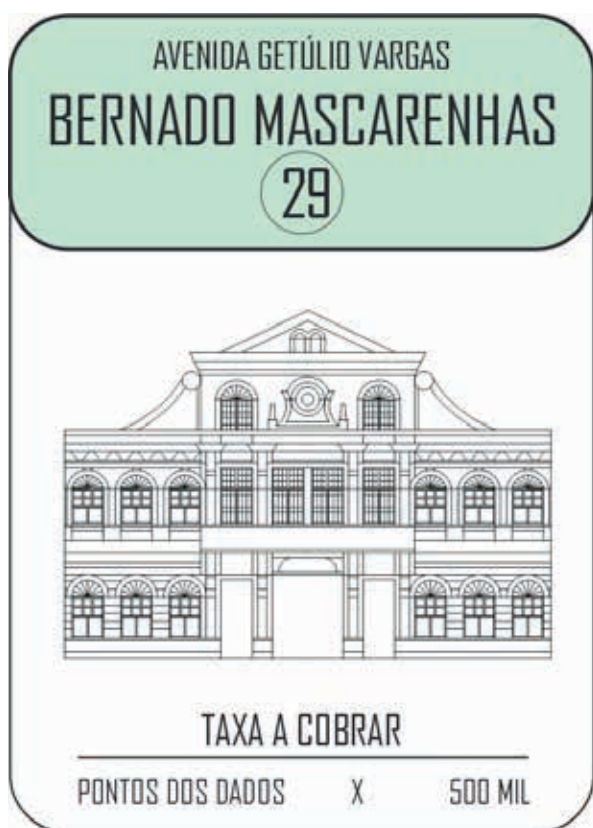 AVENIDA GETÚLIO VARGAS
BERNADO MASCARENHAS
29
TAXA A COBRAR
PONTOS DOS DADOS X 500 MIL